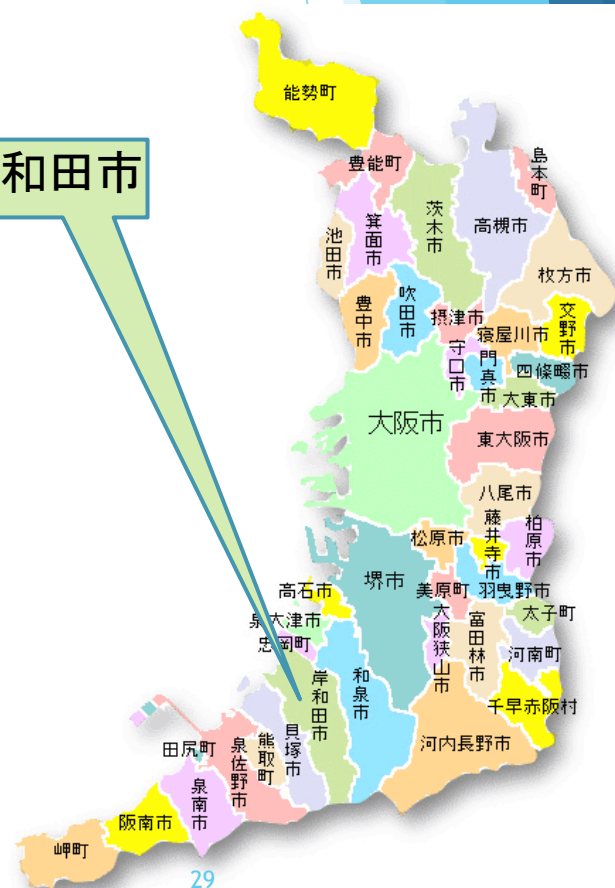 能勢町
和田市
豊能町
島本町
茨木市
高槻市
箕面市
池田市
枚方市
吹田市
豊中市
交野市
摂津市
寝屋川市
守口市
門真市
四條畷市
大東市
大阪市
東大阪市
八尾市
藤井寺市
柏原市
松原市
堺市
高石市
美原町
羽曳野市
太子町
泉大津市
大阪狭山市
富田林市
忠岡町
河南町
岸和田市
和泉市
千早赤阪村
貝塚市
熊取町
泉佐野市
田尻町
河内長野市
泉南市
阪南市
岬町
29